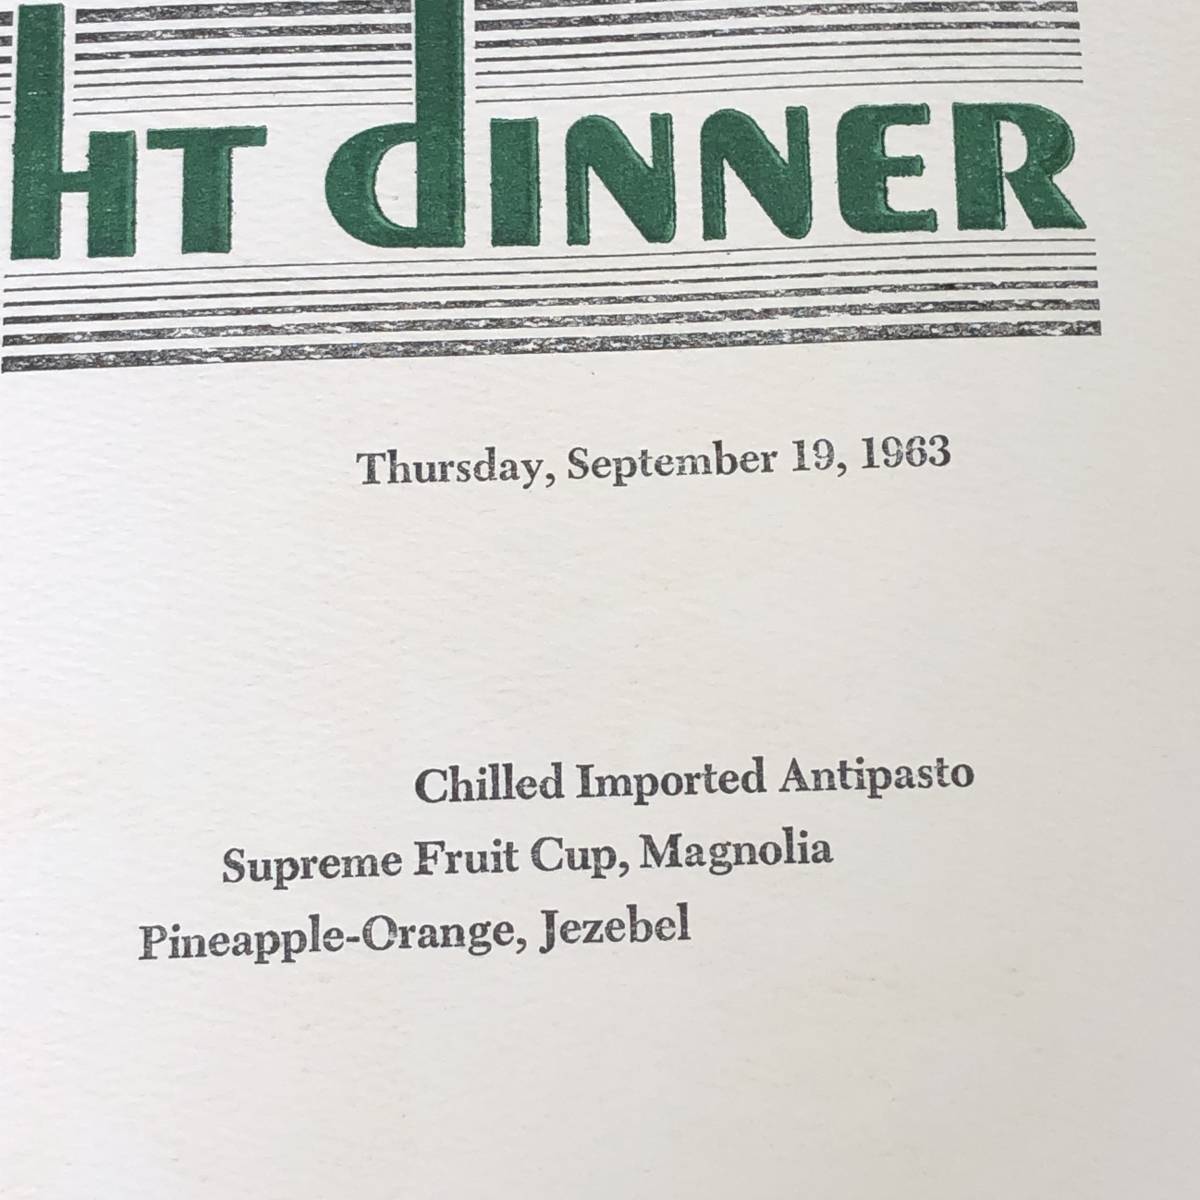 ht dinner
Thursday, September 19, 1963
Chilled Imported Antipasto
Supreme Fruit Cup, Magnolia
Pineapple-Orange, Jezebel